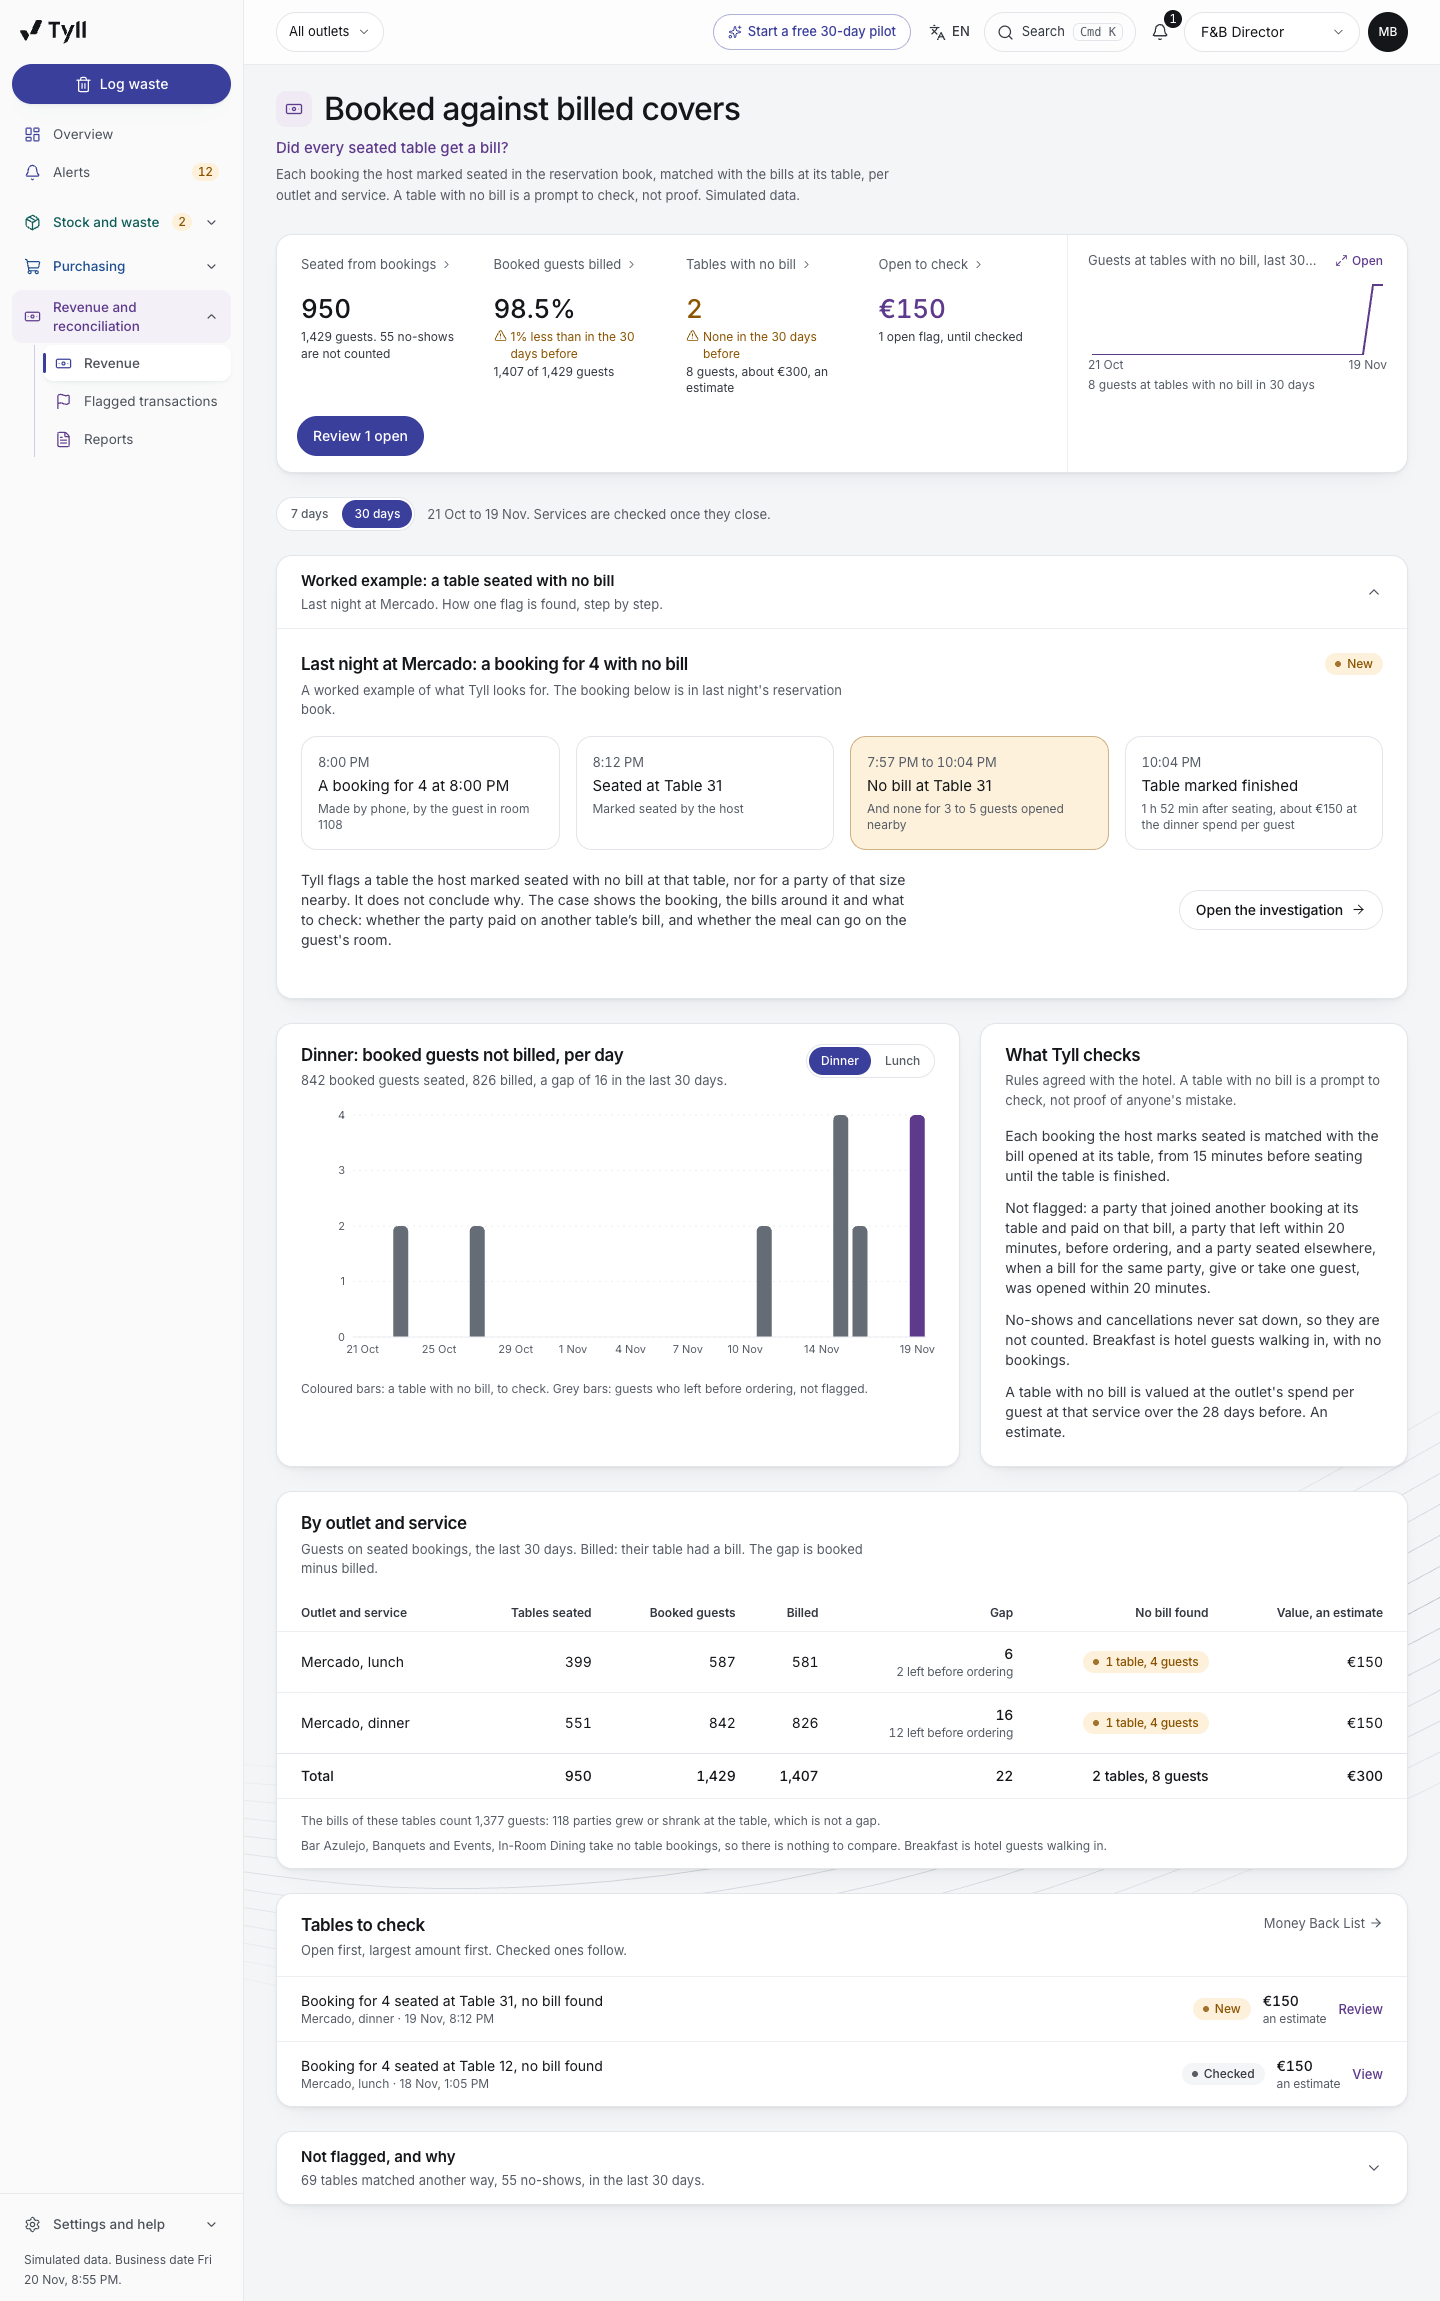 Tyll
Log waste
Overview
Alerts
12
Stock and waste
2
Purchasing
Revenue and
reconciliation
Revenue
Flagged transactions
Reports
Settings and help
Simulated data. Business date Fri
20 Nov, 8:55 PM.
All outlets
Start a free 30-day pilot
EN
Search
Cmd K
1
F&B Director
MB
Booked against billed covers
Did every seated table get a bill?
Each booking the host marked seated in the reservation book, matched with the bills at its table, per
outlet and service. A table with no bill is a prompt to check, not proof. Simulated data.
Seated from bookings
950
1,429 guests. 55 no-shows
are not counted
Booked guests billed
98.5%
1% less than in the 30
days before
1,407 of 1,429 guests
Tables with no bill
2
None in the 30 days
before
8 guests, about €300, an
estimate
Open to check
€150
1 open flag, until checked
Review 1 open
Guests at tables with no bill, last 30...
Open
21 Oct
19 Nov
8 guests at tables with no bill in 30 days
7 days
30 days
21 Oct to 19 Nov. Services are checked once they close.
Worked example: a table seated with no bill
Last night at Mercado. How one flag is found, step by step.
Last night at Mercado: a booking for 4 with no bill
New
A worked example of what Tyll looks for. The booking below is in last night's reservation
book.
8:00 PM
A booking for 4 at 8:00 PM
Made by phone, by the guest in room
1108
8:12 PM
Seated at Table 31
Marked seated by the host
7:57 PM to 10:04 PM
No bill at Table 31
And none for 3 to 5 guests opened
nearby
10:04 PM
Table marked finished
1 h 52 min after seating, about €150 at
the dinner spend per guest
Tyll flags a table the host marked seated with no bill at that table, nor for a party of that size
nearby. It does not conclude why. The case shows the booking, the bills around it and what
to check: whether the party paid on another table’s bill, and whether the meal can go on the
guest's room.
Open the investigation
Dinner: booked guests not billed, per day
842 booked guests seated, 826 billed, a gap of 16 in the last 30 days.
Dinner
Lunch
4
3
2
1
0
21 Oct
25 Oct
29 Oct
1 Nov
4 Nov
7 Nov
10 Nov
14 Nov
19 Nov
Coloured bars: a table with no bill, to check. Grey bars: guests who left before ordering, not flagged.
What Tyll checks
Rules agreed with the hotel. A table with no bill is a prompt to
check, not proof of anyone's mistake.
Each booking the host marks seated is matched with the
bill opened at its table, from 15 minutes before seating
until the table is finished.
Not flagged: a party that joined another booking at its
table and paid on that bill, a party that left within 20
minutes, before ordering, and a party seated elsewhere,
when a bill for the same party, give or take one guest,
was opened within 20 minutes.
No-shows and cancellations never sat down, so they are
not counted. Breakfast is hotel guests walking in, with no
bookings.
A table with no bill is valued at the outlet's spend per
guest at that service over the 28 days before. An
estimate.
By outlet and service
Guests on seated bookings, the last 30 days. Billed: their table had a bill. The gap is booked
minus billed.
Outlet and service Tables seated Booked guests Billed Gap No bill found Value, an estimate
Mercado, lunch 399 587 581 6 1 table, 4 guests €150
2 left before ordering
Mercado, dinner 551 842 826 16 1 table, 4 guests €150
12 left before ordering
Total 950 1,429 1,407 22 2 tables, 8 guests €300
The bills of these tables count 1,377 guests: 118 parties grew or shrank at the table, which is not a gap.
Bar Azulejo, Banquets and Events, In-Room Dining take no table bookings, so there is nothing to compare. Breakfast is hotel guests walking in.
Tables to check
Money Back List
Open first, largest amount first. Checked ones follow.
Booking for 4 seated at Table 31, no bill found
Mercado, dinner · 19 Nov, 8:12 PM
New
€150
an estimate
Review
Booking for 4 seated at Table 12, no bill found
Mercado, lunch · 18 Nov, 1:05 PM
Checked
€150
an estimate
View
Not flagged, and why
69 tables matched another way, 55 no-shows, in the last 30 days.